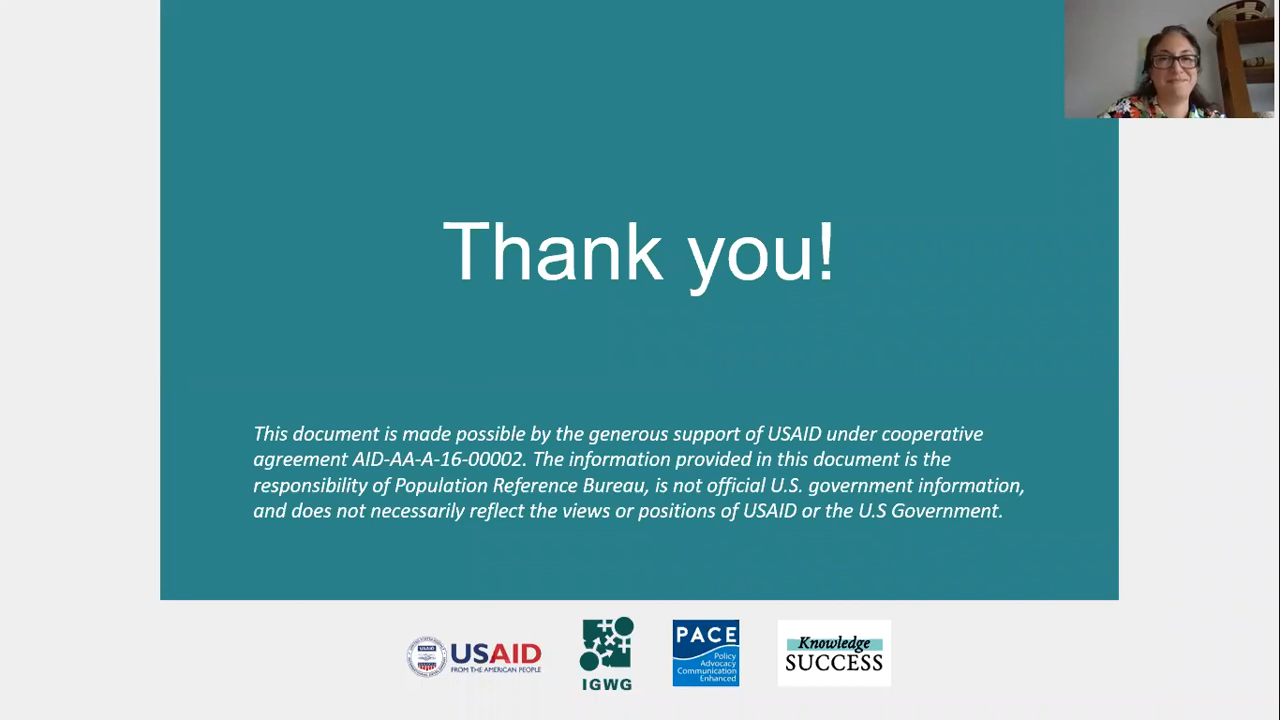 Thank you!
This document is made possible by the generous support of USAID under cooperative
agreement AID-AA-A-16-00002. The information provided in this document is the
responsibility of Population Reference Bureau, is not official U.S. government information,
and does not necessarily reflect the views or positions of USAID or the U.S Government.
USAID
FROM THE AMERICAN PEOPLE
IGWG
PACE
Policy
Advocacy
Communication
Enhanced
Knowledge
SUCCESS